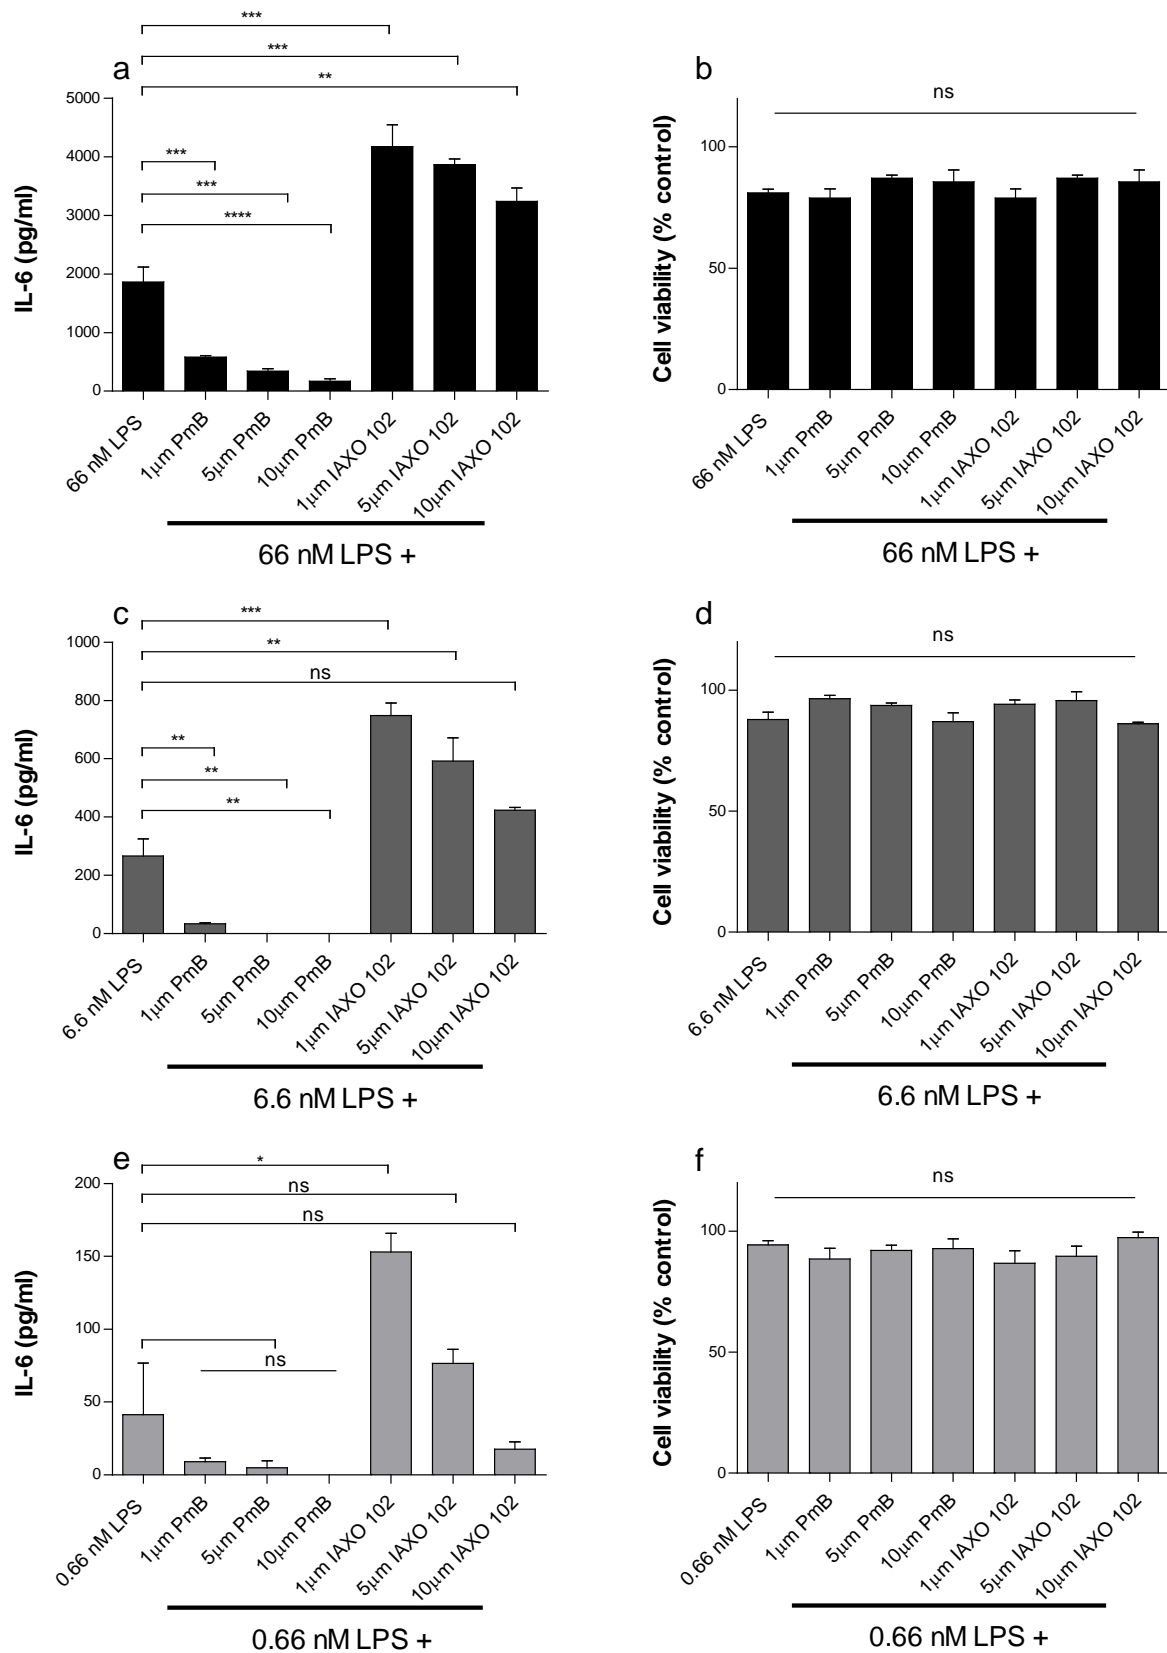 a
***
***
**
***
***
****
5000
4000
3000
2000
1000
0
IL-6 (pg/ml)
66 nM LPS
1μm PmB
5μm PmB
10μm PmB
1μm IAXO 102
5μm IAXO 102
10μm IAXO 102
66 nM LPS +
b
ns
100
50
0
Cell viability (% control)
66 nM LPS
1μm PmB
5μm PmB
10μm PmB
1μm IAXO 102
5μm IAXO 102
10μm IAXO 102
66 nM LPS +
c
***
**
ns
**
**
**
1000
800
600
400
200
0
IL-6 (pg/ml)
6.6 nM LPS
1μm PmB
5μm PmB
10μm PmB
1μm IAXO 102
5μm IAXO 102
10μm IAXO 102
6.6 nM LPS +
d
ns
100
50
0
Cell viability (% control)
6.6 nM LPS
1μm PmB
5μm PmB
10μm PmB
1μm IAXO 102
5μm IAXO 102
10μm IAXO 102
6.6 nM LPS +
e
*
ns
ns
ns
200
150
100
50
0
IL-6 (pg/ml)
0.66 nM LPS
1μm PmB
5μm PmB
10μm PmB
1μm IAXO 102
5μm IAXO 102
10μm IAXO 102
0.66 nM LPS +
f
ns
100
50
0
Cell viability (% control)
0.66 nM LPS
1μm PmB
5μm PmB
10μm PmB
1μm IAXO 102
5μm IAXO 102
10μm IAXO 102
0.66 nM LPS +